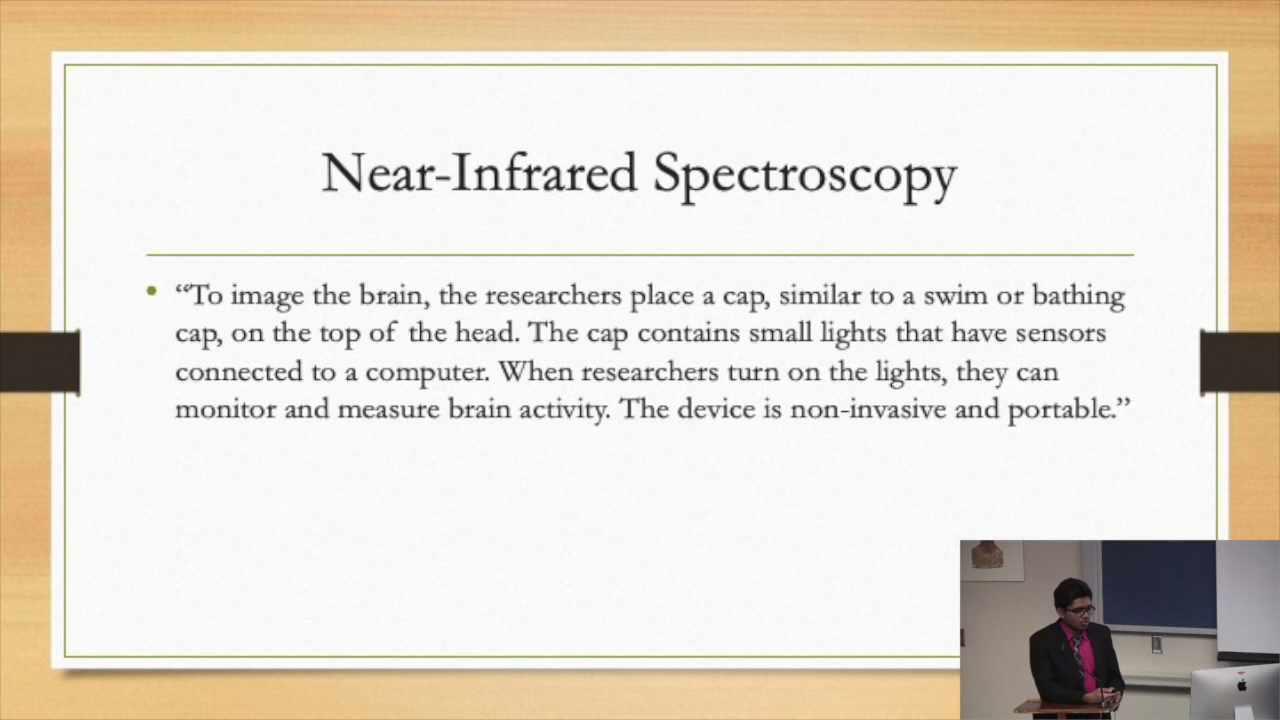 Near-Infrared Spectroscopy
• “To image the brain, the researchers place a cap, similar to a swim or bathing
cap, on the top of the head. The cap contains small lights that have sensors
connected to a computer. When researchers turn on the lights, they can
monitor and measure brain activity. The device is non-invasive and portable.”